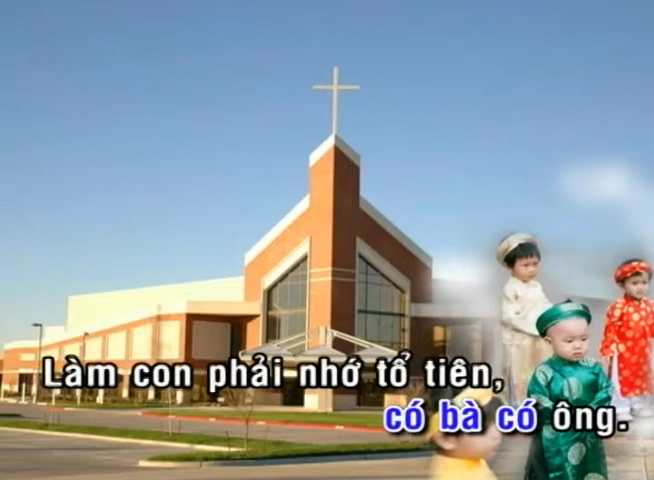 Làm con phải nhớ tổ tiên,
có bà có ông.